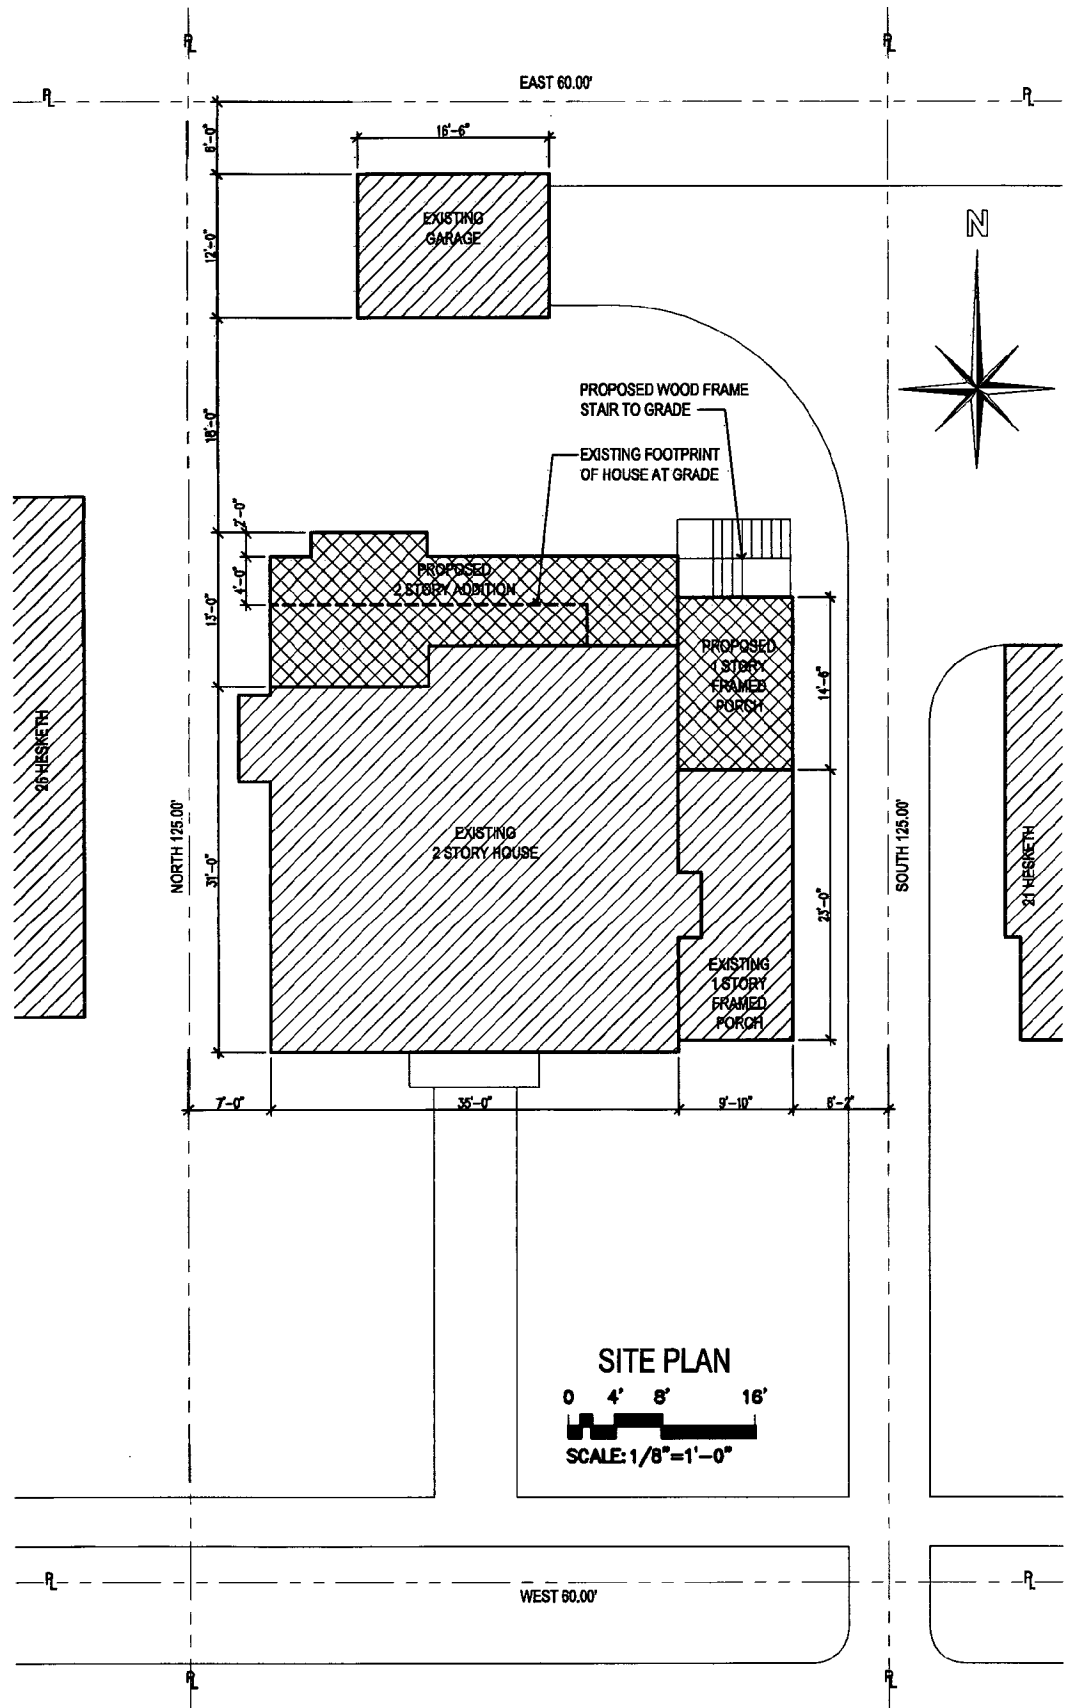 PL
PL
EAST 60.00'
PL
PL
16'-6"
6'-0"
EXISTING
GARAGE
12'-0"
N
PROPOSED WOOD FRAME
STAIR TO GRADE
18'-0"
EXISTING FOOTPRINT
OF HOUSE AT GRADE
2'-0"
PROPOSED
2 STORY ADDITION
4'-0"
13'-0"
PROPOSED
1 STORY
FRAMED
PORCH
14'-6"
26 HESKETH
NORTH 125.00'
31'-0"
EXISTING
2 STORY HOUSE
SOUTH 125.00'
21 HESKETH
23'-0"
EXISTING
1 STORY
FRAMED
PORCH
7'-0"
35'-0"
9'-10"
8'-2"
SITE PLAN
0 4' 8' 16'
SCALE: 1/8"=1'-0"
PL
PL
WEST 60.00'
PL
PL